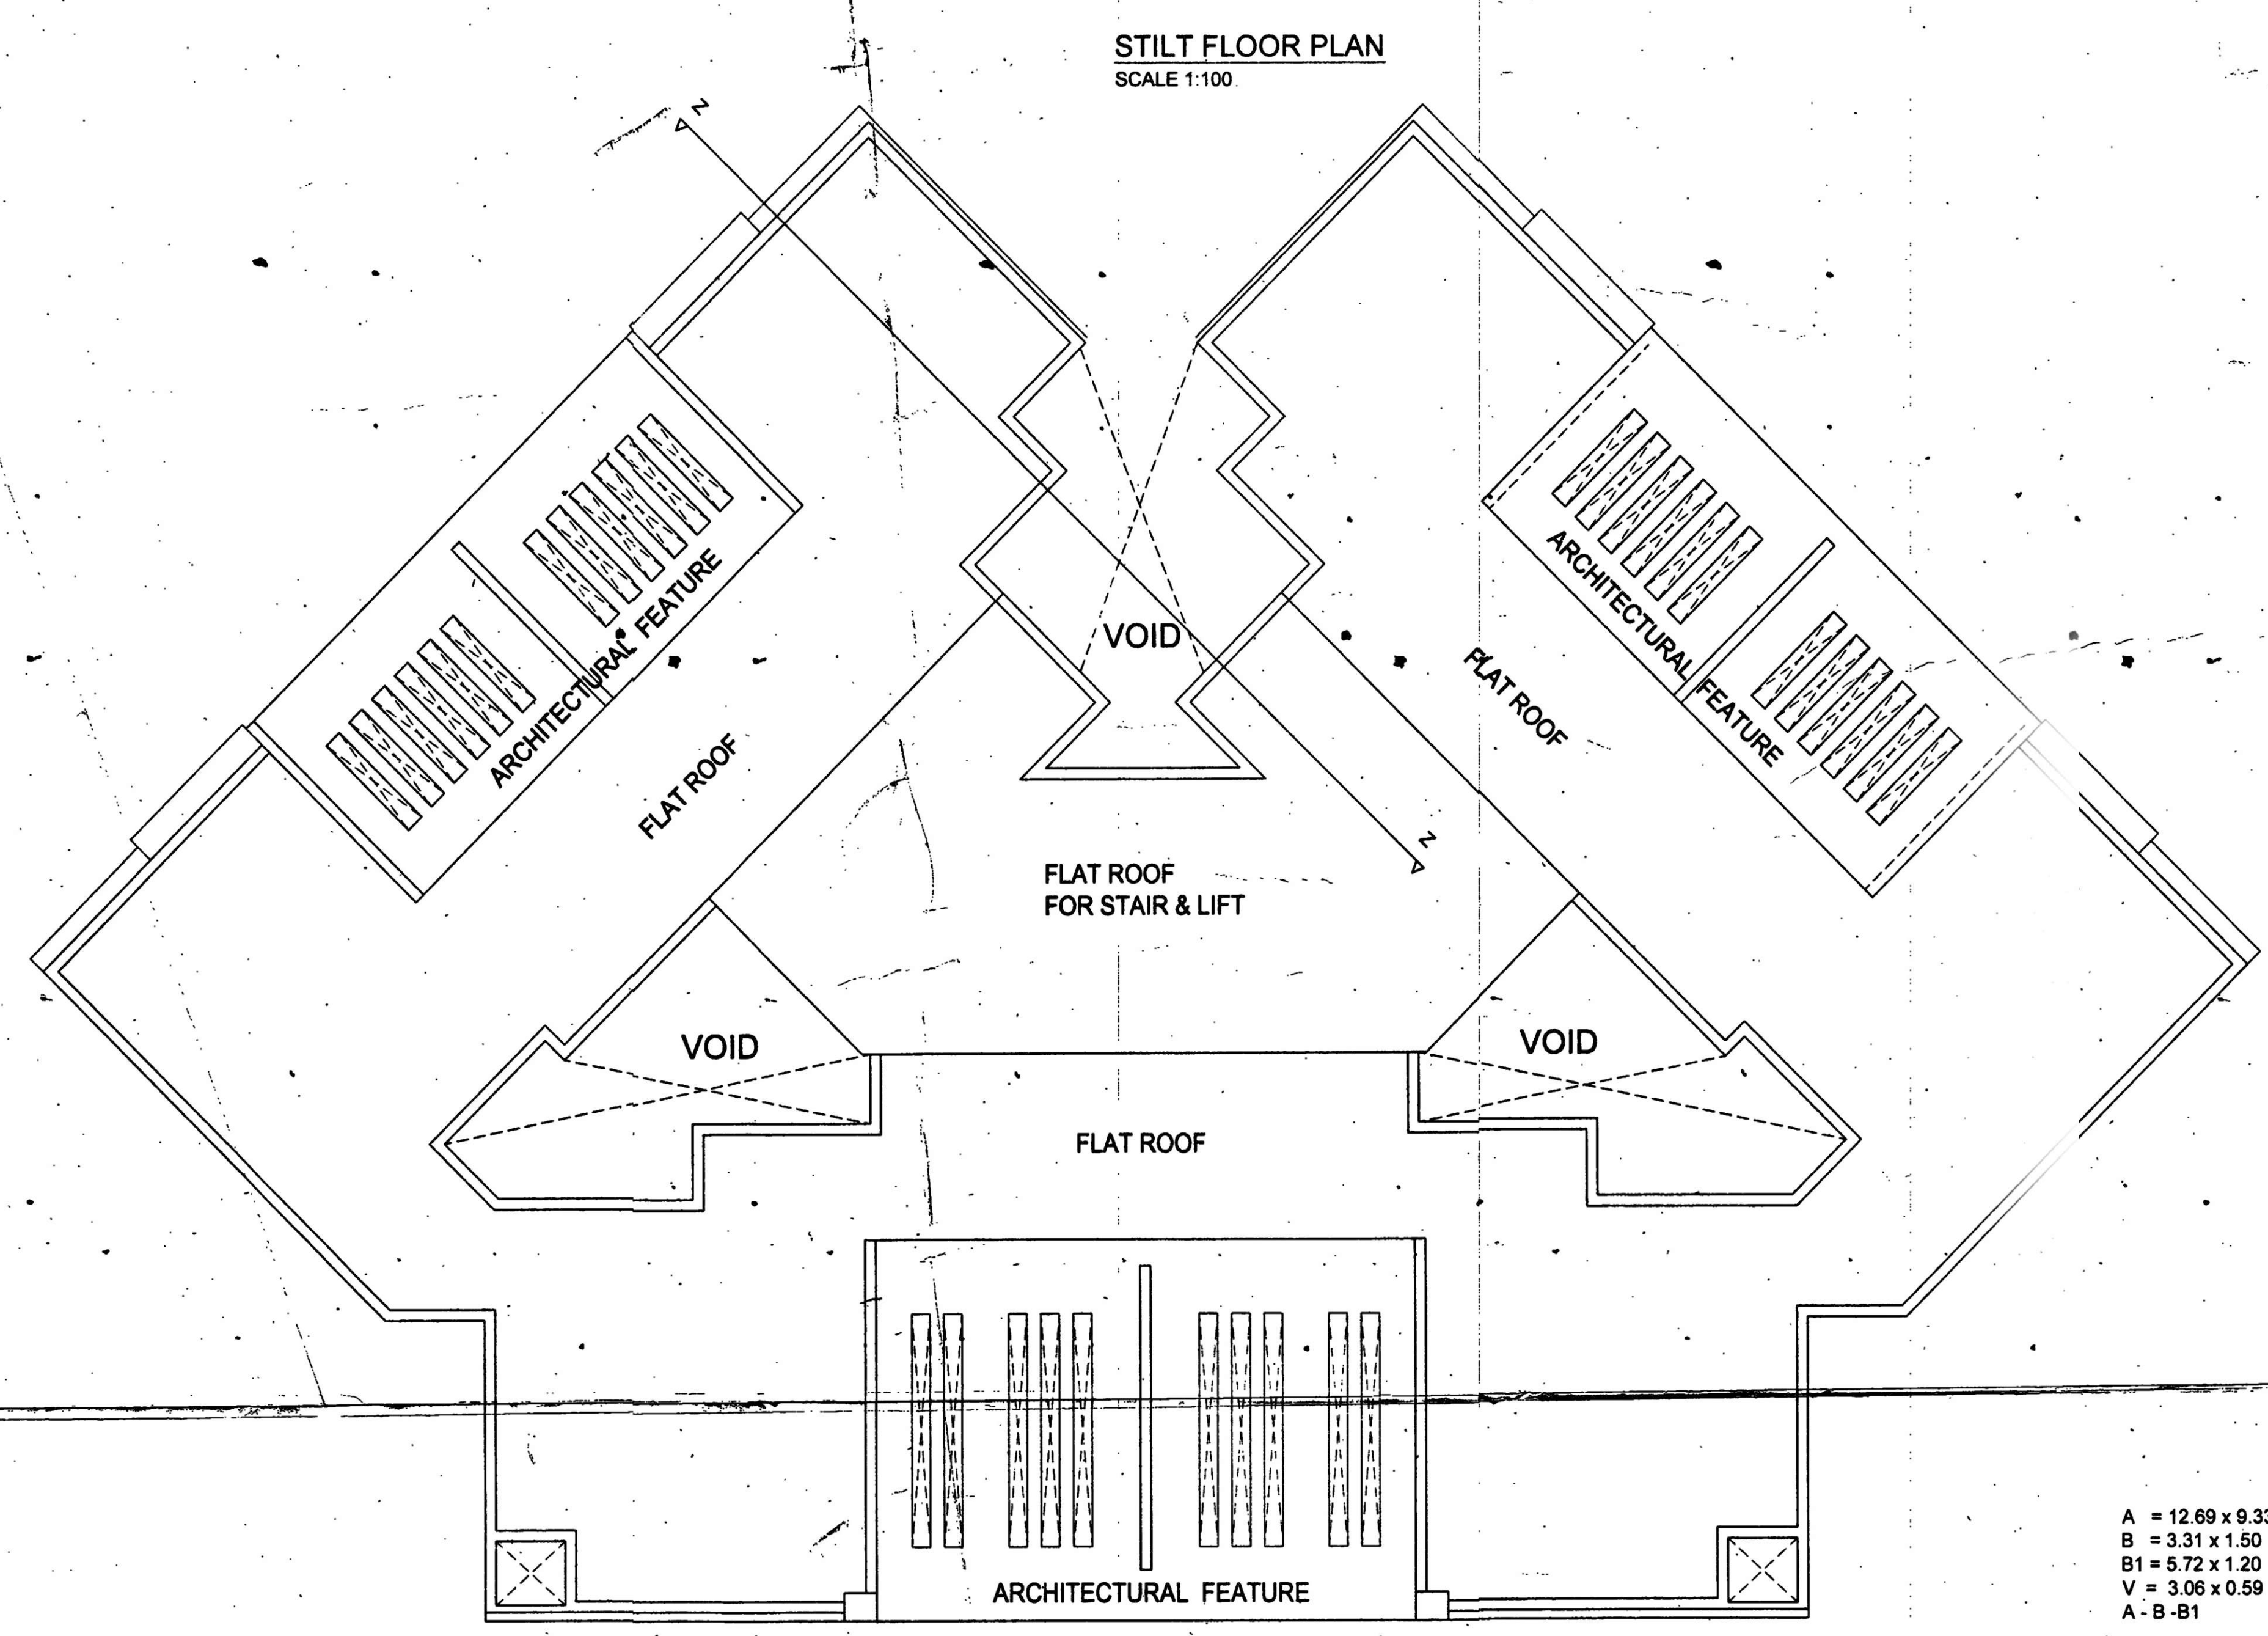 STILT FLOOR PLAN
SCALE 1:100
N
ARCHITECTURAL FEATURE
ARCHITECTURAL FEATURE
VOID
FLAT ROOF
FLAT ROOF
N
FLAT ROOF
FOR STAIR & LIFT
VOID
VOID
FLAT ROOF
ARCHITECTURAL FEATURE
A = 12.69 x 9.33
B = 3.31 x 1.50
B1 = 5.72 x 1.20
V = 3.06 x 0.59
A - B -B1